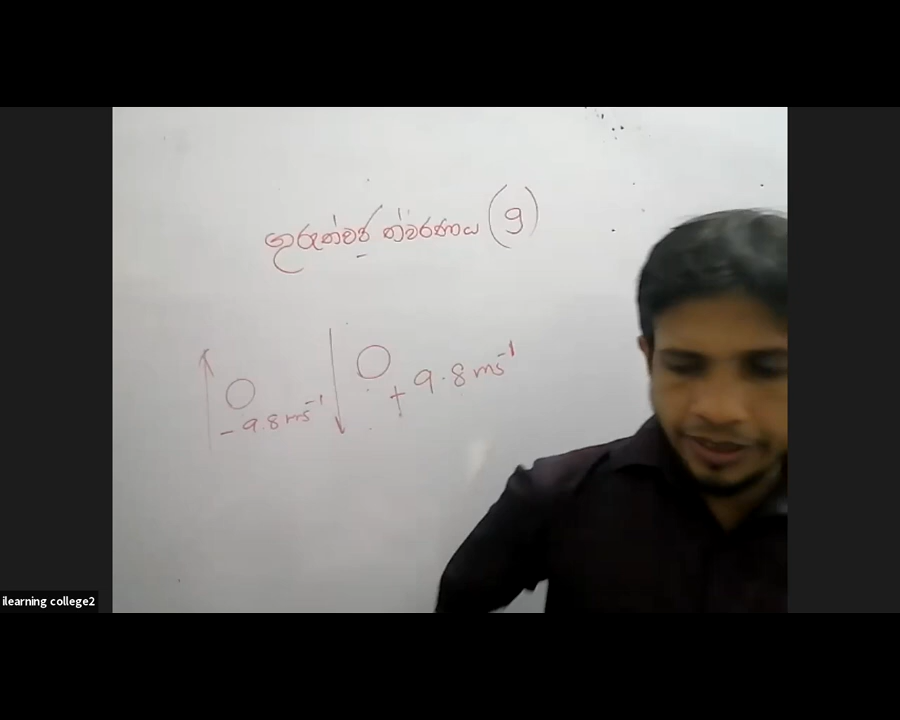 ගුරුත්වජ ත්වරණය (g)
- 9.8 ms⁻¹
+ 9.8 ms⁻¹
ilearning college2